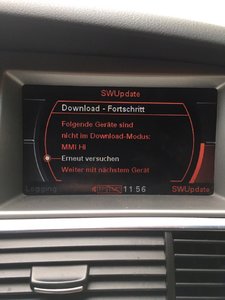 SWUpdate
Download - Fortschritt
Folgende Geräte sind
nicht im Download-Modus:
MMI Hi
Erneut versuchen
Weiter mit nächstem Gerät
Logging
11:56
SWUpdate